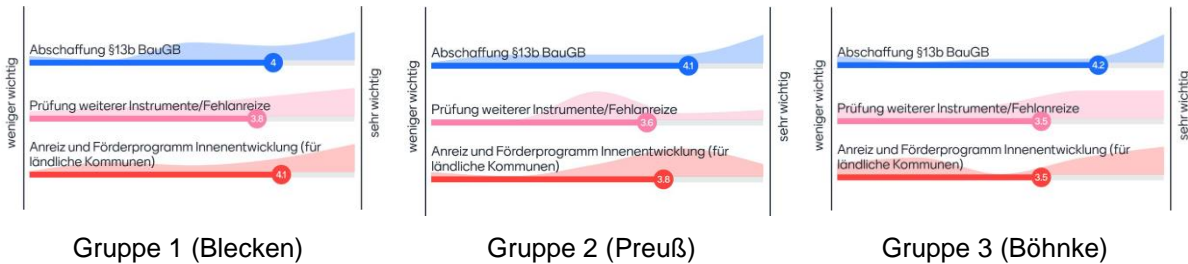 weniger wichtig
Abschaffung §13b BauGB
4
Prüfung weiterer Instrumente/Fehlanreize
3.8
Anreiz und Förderprogramm Innenentwicklung (für
ländliche Kommunen)
4.1
sehr wichtig
Gruppe 1 (Blecken)
weniger wichtig
Abschaffung §13b BauGB
4.1
Prüfung weiterer Instrumente/Fehlanreize
3.6
Anreiz und Förderprogramm Innenentwicklung (für
ländliche Kommunen)
3.8
sehr wichtig
Gruppe 2 (Preuß)
weniger wichtig
Abschaffung §13b BauGB
4.2
Prüfung weiterer Instrumente/Fehlanreize
3.5
Anreiz und Förderprogramm Innenentwicklung (für
ländliche Kommunen)
3.5
sehr wichtig
Gruppe 3 (Böhnke)